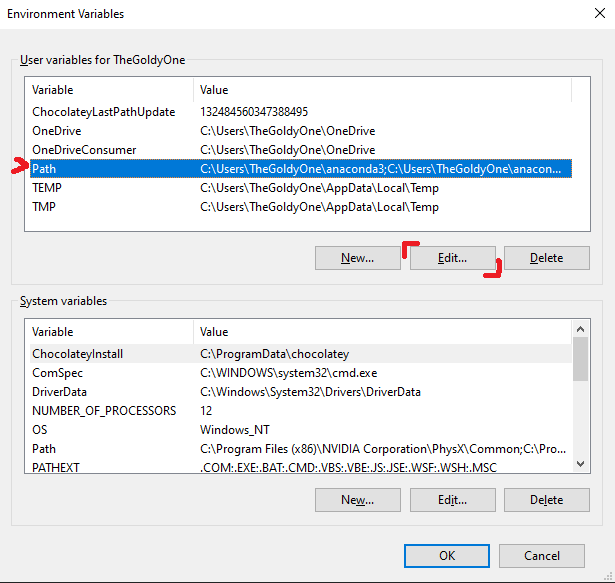 Environment Variables
User variables for TheGoldyOne
Variable Value
ChocolateyLastPathUpdate 132484560347388495
OneDrive C:\Users\TheGoldyOne\OneDrive
OneDriveConsumer C:\Users\TheGoldyOne\OneDrive
Path C:\Users\TheGoldyOne\anaconda3;C:\Users\TheGoldyOne\anacon...
TEMP C:\Users\TheGoldyOne\AppData\Local\Temp
TMP C:\Users\TheGoldyOne\AppData\Local\Temp
New... Edit... Delete
System variables
Variable Value
ChocolateyInstall C:\ProgramData\chocolatey
ComSpec C:\WINDOWS\system32\cmd.exe
DriverData C:\Windows\System32\Drivers\DriverData
NUMBER_OF_PROCESSORS 12
OS Windows_NT
Path C:\Program Files (x86)\NVIDIA Corporation\PhysX\Common;C:\Pro...
PATHEXT .COM;.EXE;.BAT;.CMD;.VBS;.VBE;.JS;.JSE;.WSF;.WSH;.MSC
New... Edit... Delete
OK Cancel